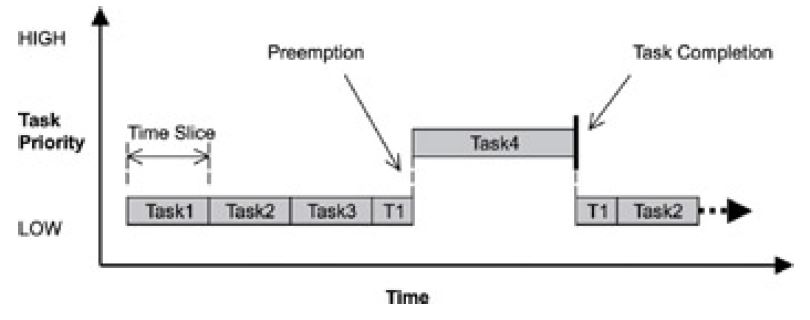 HIGH
Preemption
Task Completion
Task
Priority
Time Slice
Task4
Task1
Task2
Task3
T1
T1
Task2
LOW
Time